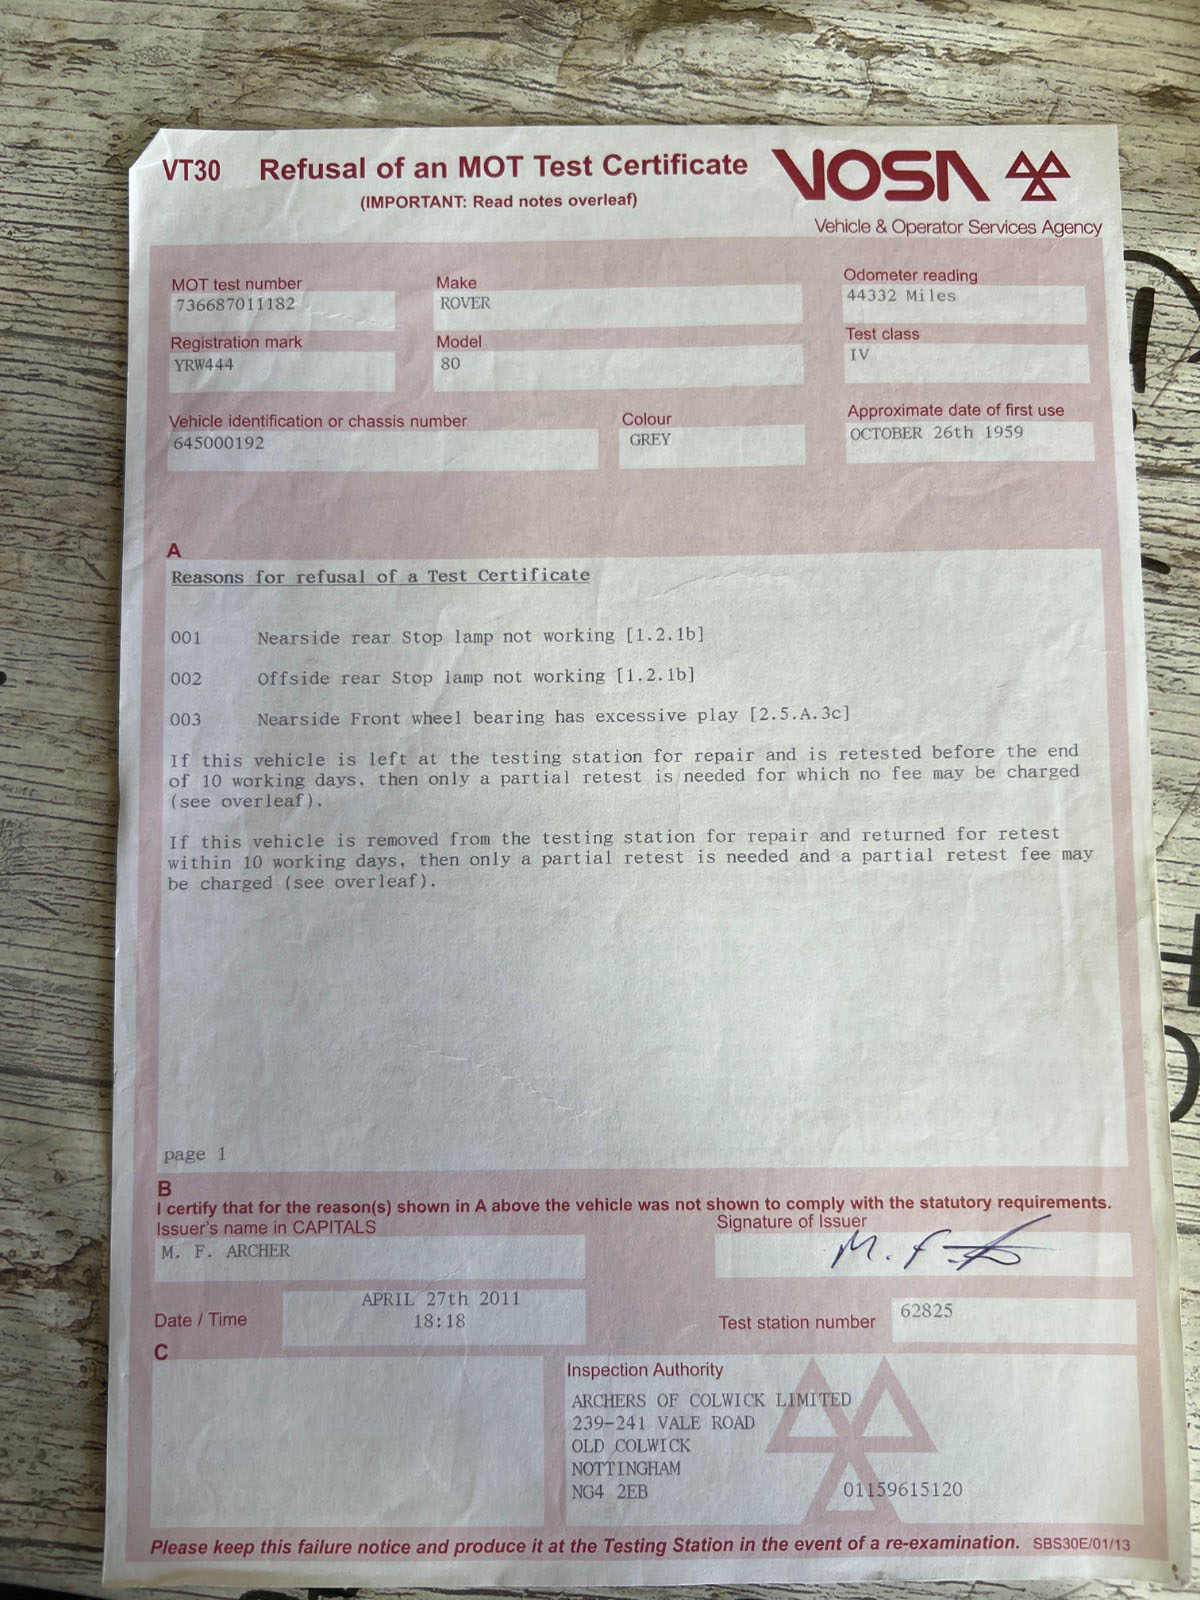 VT30 Refusal of an MOT Test Certificate
(IMPORTANT: Read notes overleaf)
VOSA
Vehicle & Operator Services Agency
MOT test number
736687011182
Make
ROVER
Odometer reading
44332 Miles
Registration mark
YRW444
Model
80
Test class
IV
Vehicle identification or chassis number
645000192
Colour
GREY
Approximate date of first use
OCTOBER 26th 1959
A
Reasons for refusal of a Test Certificate
001 Nearside rear Stop lamp not working [1.2.1b]
002 Offside rear Stop lamp not working [1.2.1b]
003 Nearside Front wheel bearing has excessive play [2.5.A.3c]
If this vehicle is left at the testing station for repair and is retested before the end
of 10 working days, then only a partial retest is needed for which no fee may be charged
(see overleaf).
If this vehicle is removed from the testing station for repair and returned for retest
within 10 working days, then only a partial retest is needed and a partial retest fee may
be charged (see overleaf).
page 1
B
I certify that for the reason(s) shown in A above the vehicle was not shown to comply with the statutory requirements.
Issuer's name in CAPITALS
M. F. ARCHER
Signature of Issuer
M. F.
Date / Time
APRIL 27th 2011
18:18
Test station number
62825
C
Inspection Authority
ARCHERS OF COLWICK LIMITED
239-241 VALE ROAD
OLD COLWICK
NOTTINGHAM
NG4 2EB 01159615120
Please keep this failure notice and produce it at the Testing Station in the event of a re-examination. SBS30E/01/13